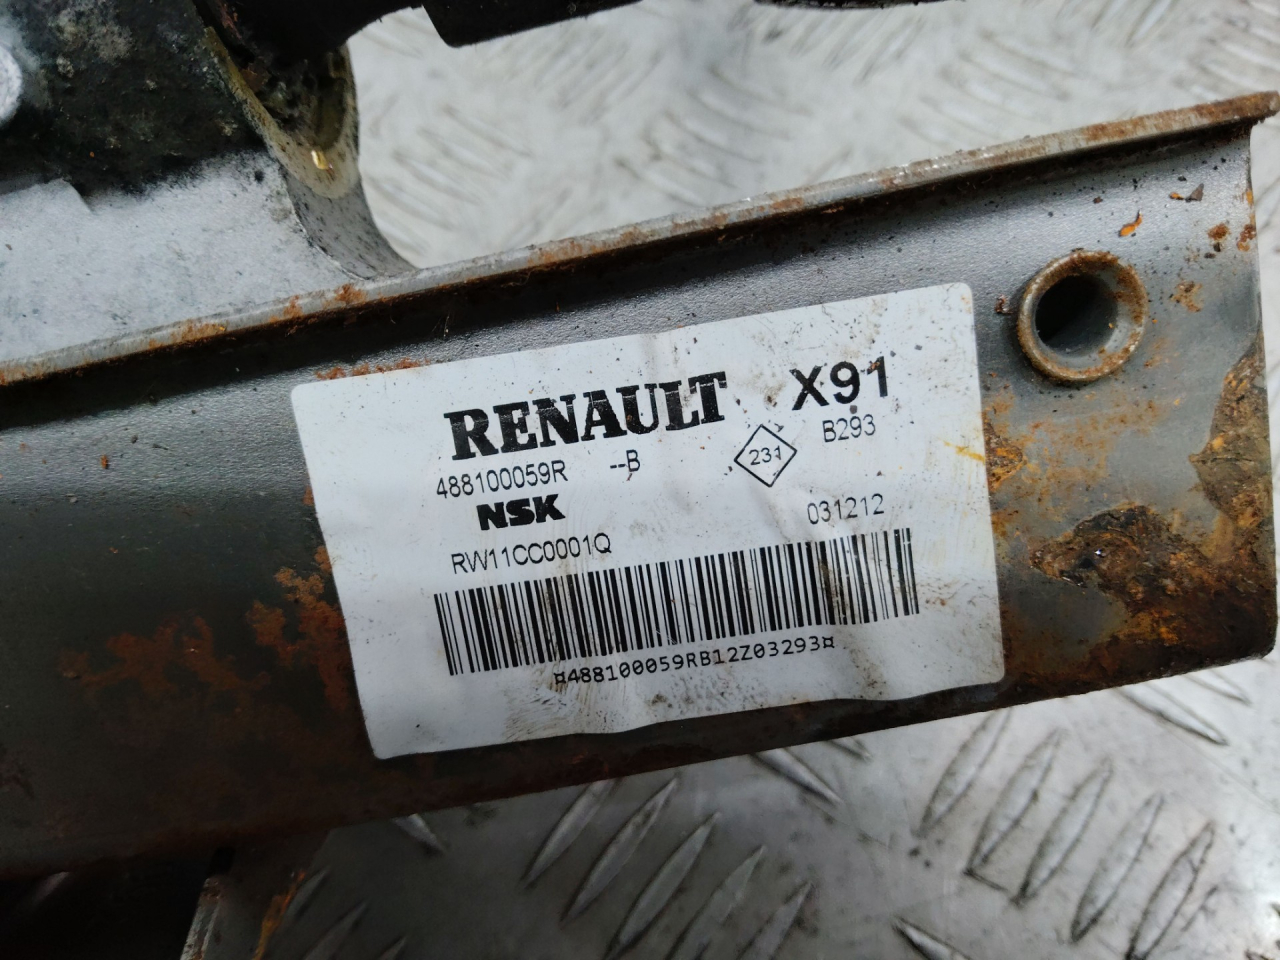 RENAULT X91
488100059R --B 231 B293
NSK 031212
RW11CC0001Q
¤488100059RB12Z03293¤